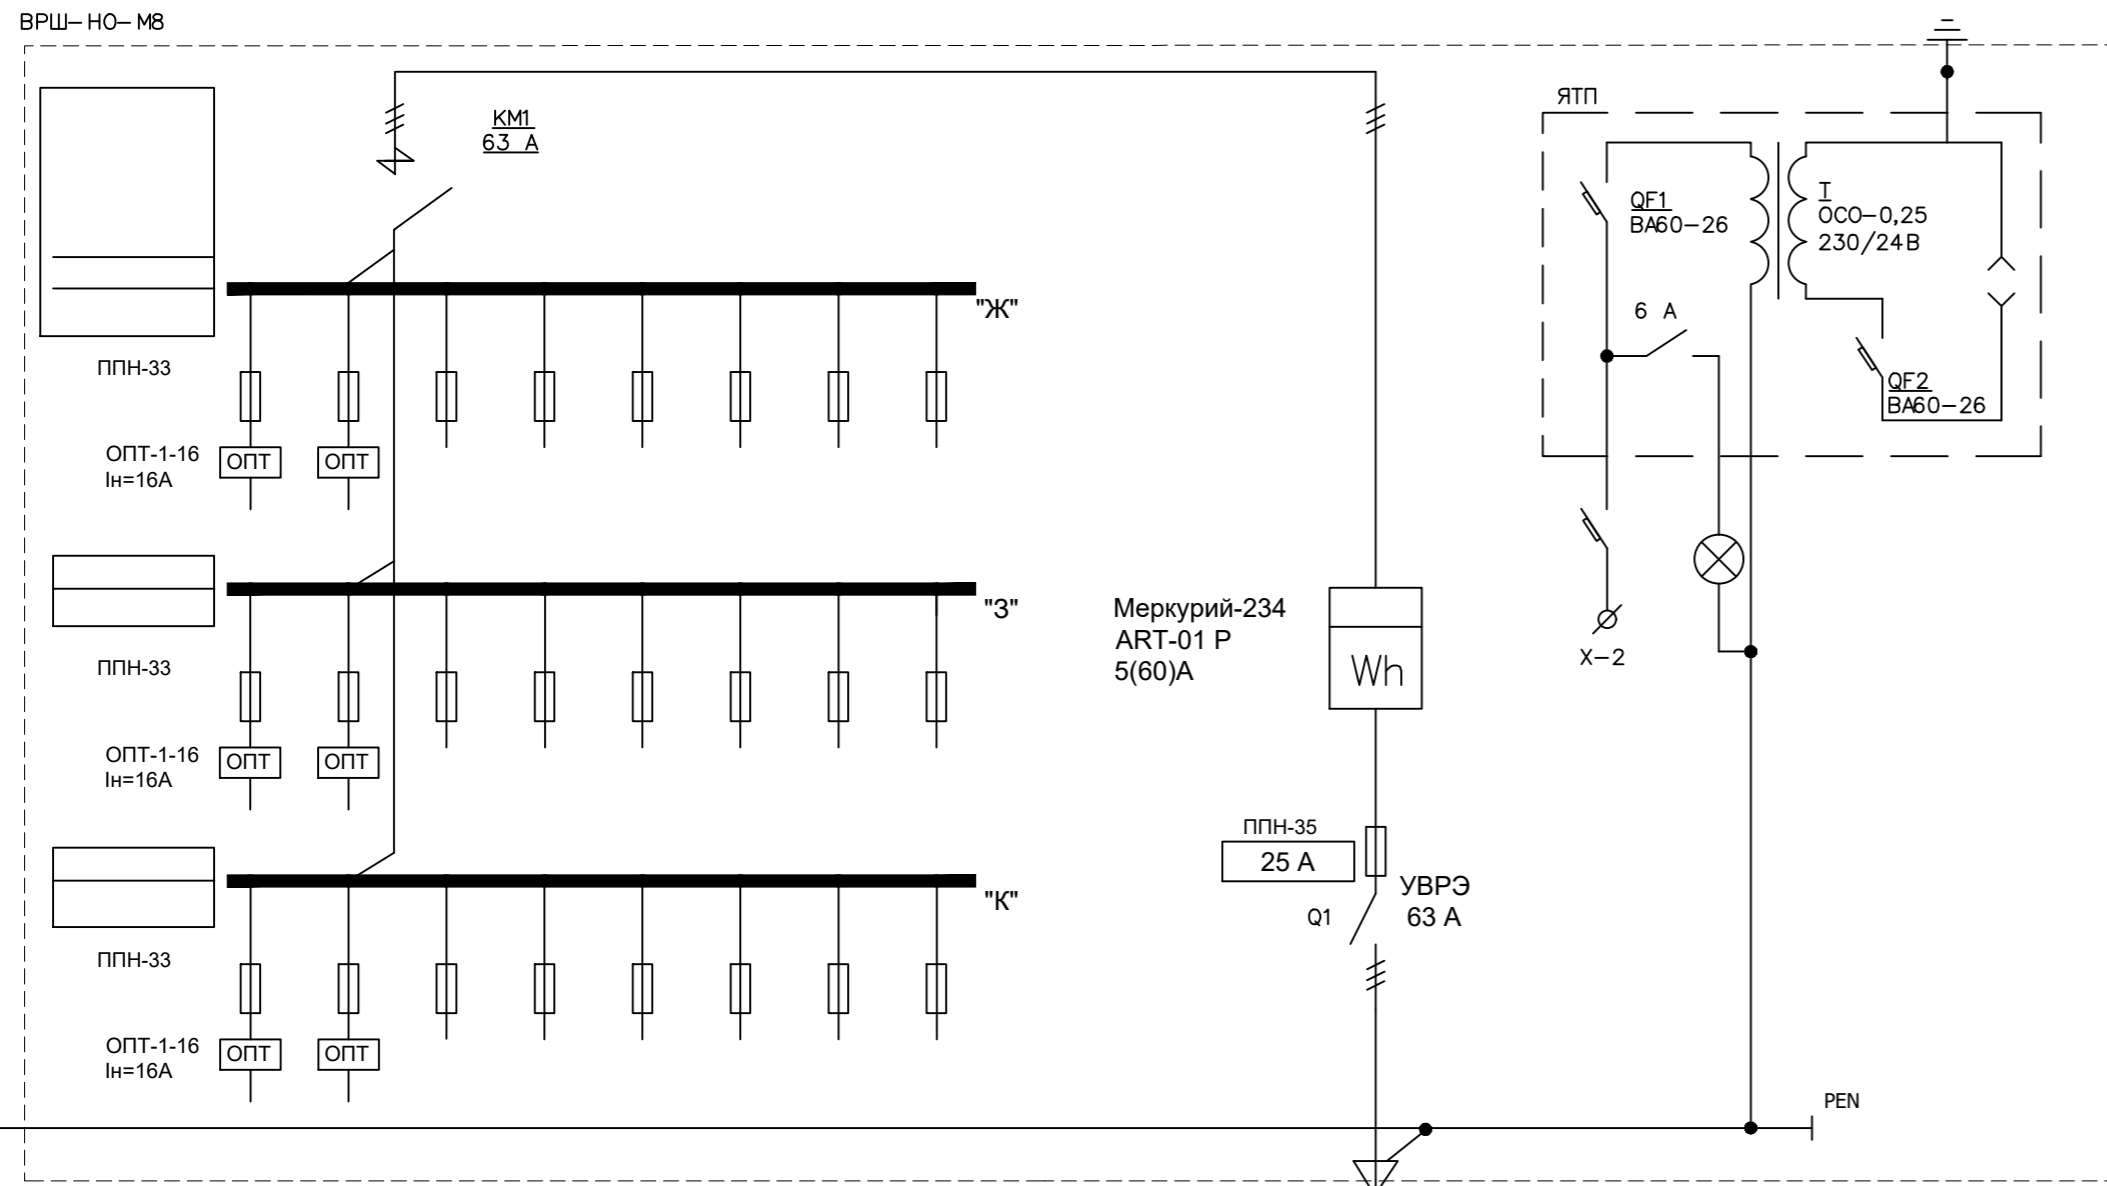 ВРШ-НО-М8
КМ1
63 А
"Ж"
ППН-33
ОПТ-1-16
Iн=16А
ОПТ
ОПТ
"З"
ППН-33
ОПТ-1-16
Iн=16А
ОПТ
ОПТ
"К"
ППН-33
ОПТ-1-16
Iн=16А
ОПТ
ОПТ
Меркурий-234
ART-01 P
5(60)А
Wh
ППН-35
25 А
УВРЭ
63 А
Q1
ЯТП
QF1
ВА60-26
Т
ОСО-0,25
230/24В
6 А
QF2
ВА60-26
Х-2
PEN